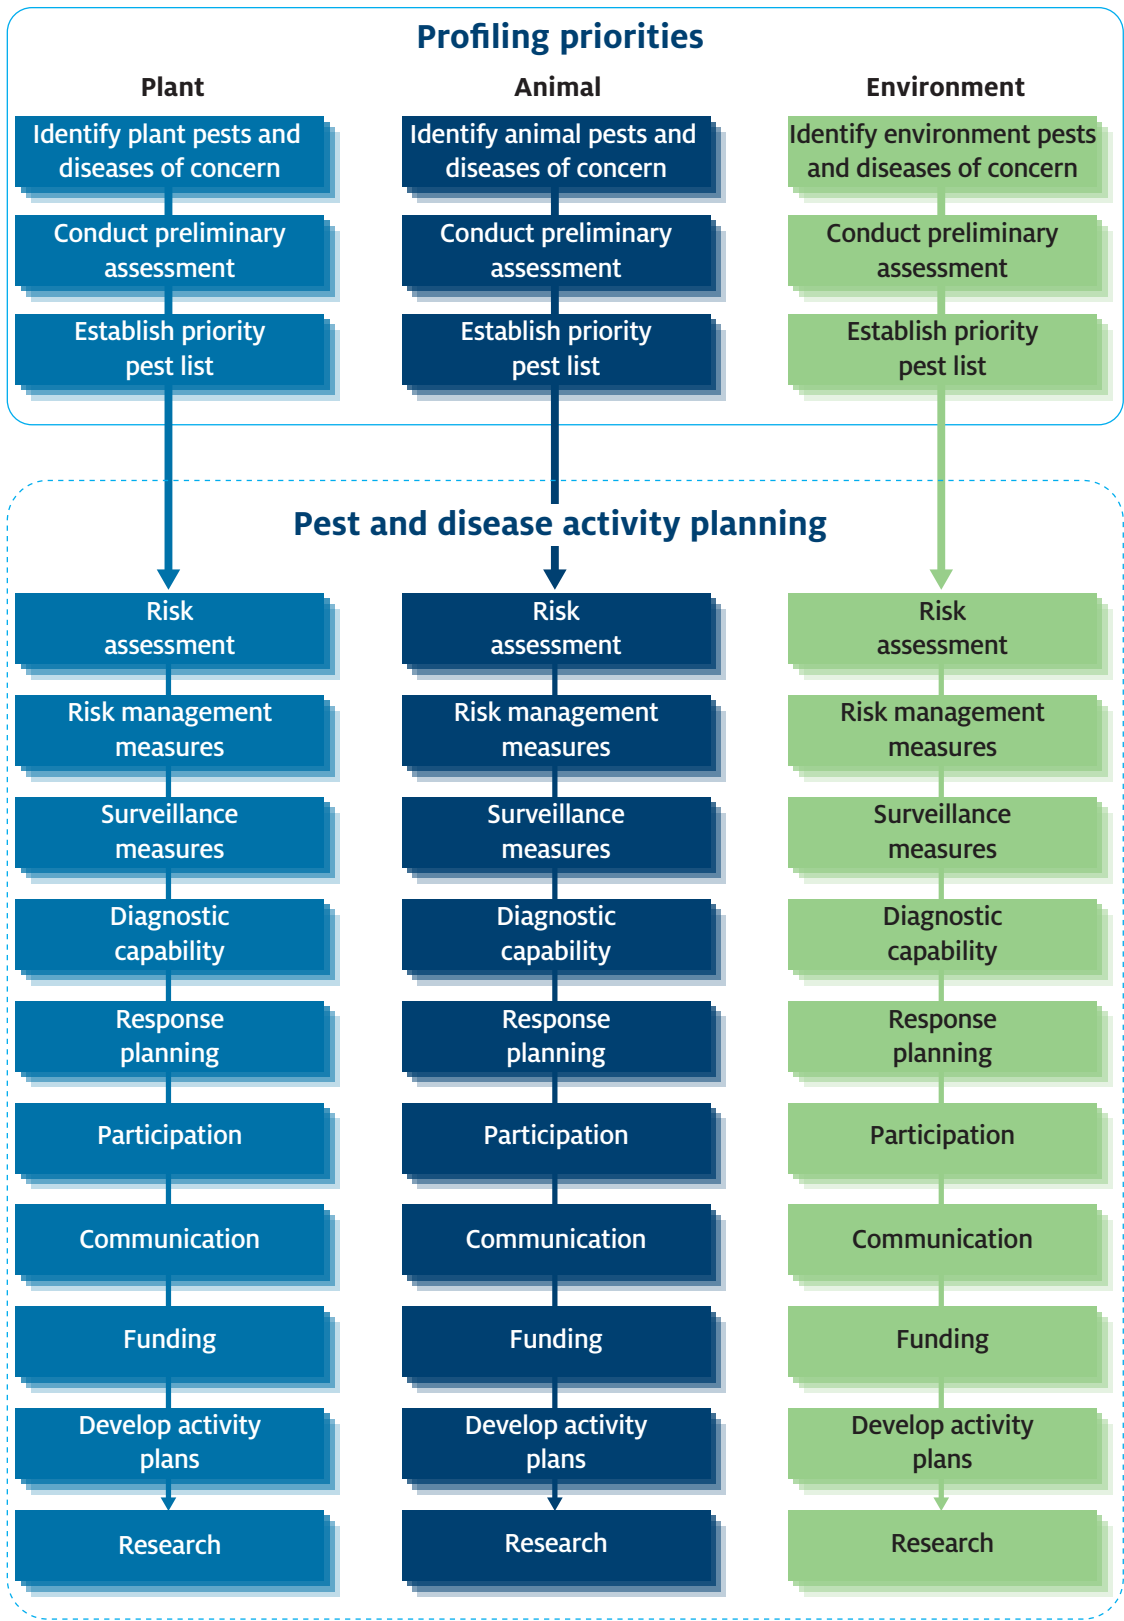 Profiling priorities
Plant
Animal
Environment
Identify plant pests and
diseases of concern
Identify animal pests and
diseases of concern
Identify environment pests
and diseases of concern
Conduct preliminary
assessment
Conduct preliminary
assessment
Conduct preliminary
assessment
Establish priority
pest list
Establish priority
pest list
Establish priority
pest list
Pest and disease activity planning
Risk
assessment
Risk
assessment
Risk
assessment
Risk management
measures
Risk management
measures
Risk management
measures
Surveillance
measures
Surveillance
measures
Surveillance
measures
Diagnostic
capability
Diagnostic
capability
Diagnostic
capability
Response
planning
Response
planning
Response
planning
Participation
Participation
Participation
Communication
Communication
Communication
Funding
Funding
Funding
Develop activity
plans
Develop activity
plans
Develop activity
plans
Research
Research
Research